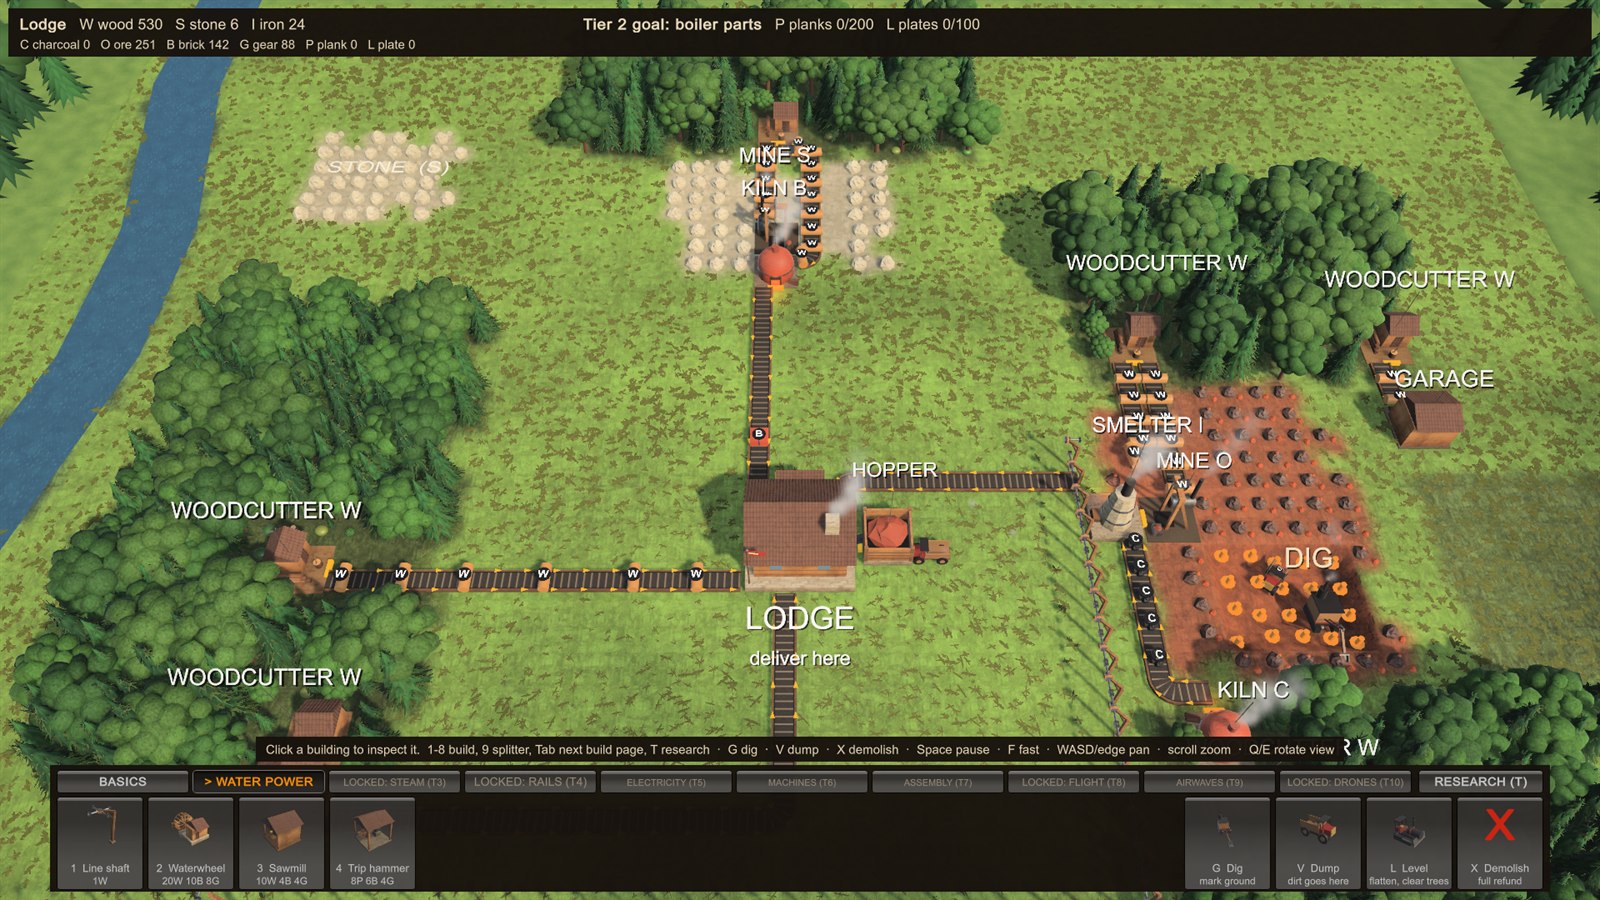 Lodge W wood 530 S stone 6 I iron 24
C charcoal 0 O ore 251 B brick 142 G gear 88 P plank 0 L plate 0
Tier 2 goal: boiler parts P planks 0/200 L plates 0/100
STONE (S)
MINE S
KILN B
WOODCUTTER W
WOODCUTTER W
GARAGE
SMELTER I
MINE O
HOPPER
WOODCUTTER W
DIG
LODGE
deliver here
WOODCUTTER W
KILN C
R W
Click a building to inspect it. 1-8 build, 9 splitter, Tab next build page, T research · G dig · V dump · X demolish · Space pause · F fast · WASD/edge pan · scroll zoom · Q/E rotate view
BASICS
> WATER POWER
LOCKED: STEAM (T3)
LOCKED: RAILS (T4)
ELECTRICITY (T5)
MACHINES (T6)
ASSEMBLY (T7)
LOCKED: FLIGHT (T8)
AIRWAVES (T9)
LOCKED: DRONES (T10)
RESEARCH (T)
1 Line shaft
1W
2 Waterwheel
20W 10B 8G
3 Sawmill
10W 4B 4G
4 Trip hammer
8P 6B 4G
G Dig
mark ground
V Dump
dirt goes here
L Level
flatten, clear trees
X Demolish
full refund